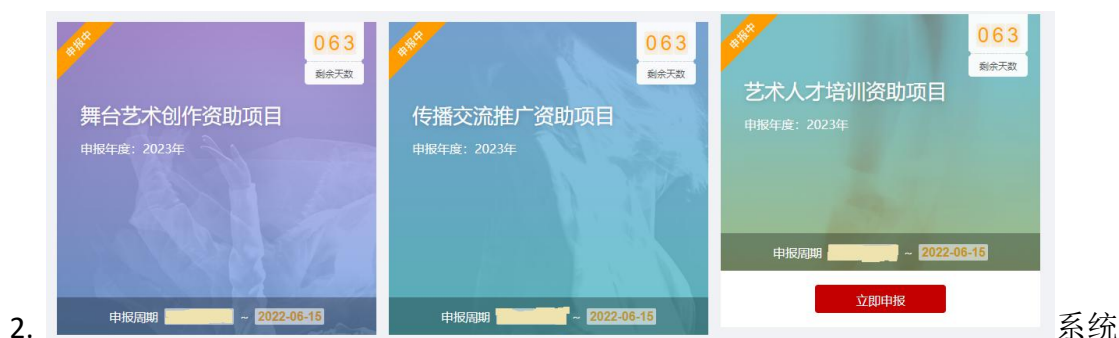 申报中
063
剩余天数
舞台艺术创作资助项目
申报年度：2023年
申报周期 ~ 2022-06-15
申报中
063
剩余天数
传播交流推广资助项目
申报年度：2023年
申报周期 ~ 2022-06-15
申报中
063
剩余天数
艺术人才培训资助项目
申报年度：2023年
申报周期 ~ 2022-06-15
立即申报
2. 系统